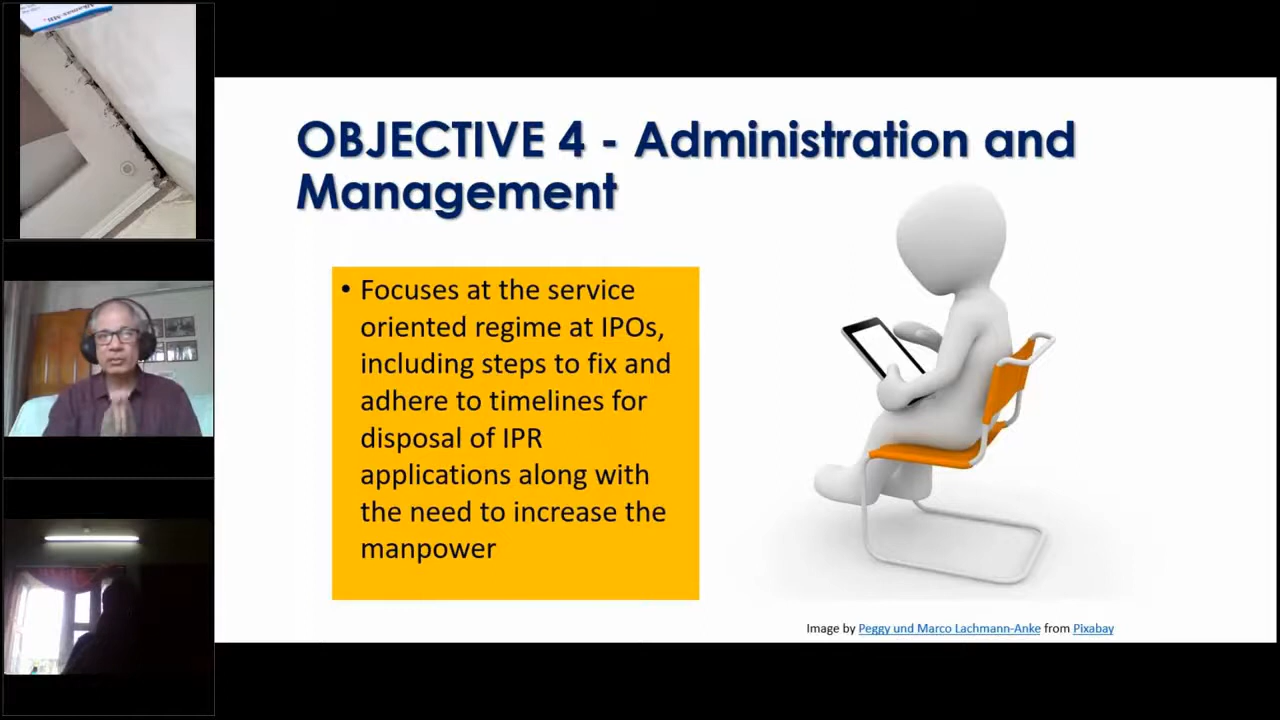 OBJECTIVE 4 - Administration and
Management
• Focuses at the service
oriented regime at IPOs,
including steps to fix and
adhere to timelines for
disposal of IPR
applications along with
the need to increase the
manpower
Image by Peggy und Marco Lachmann-Anke from Pixabay